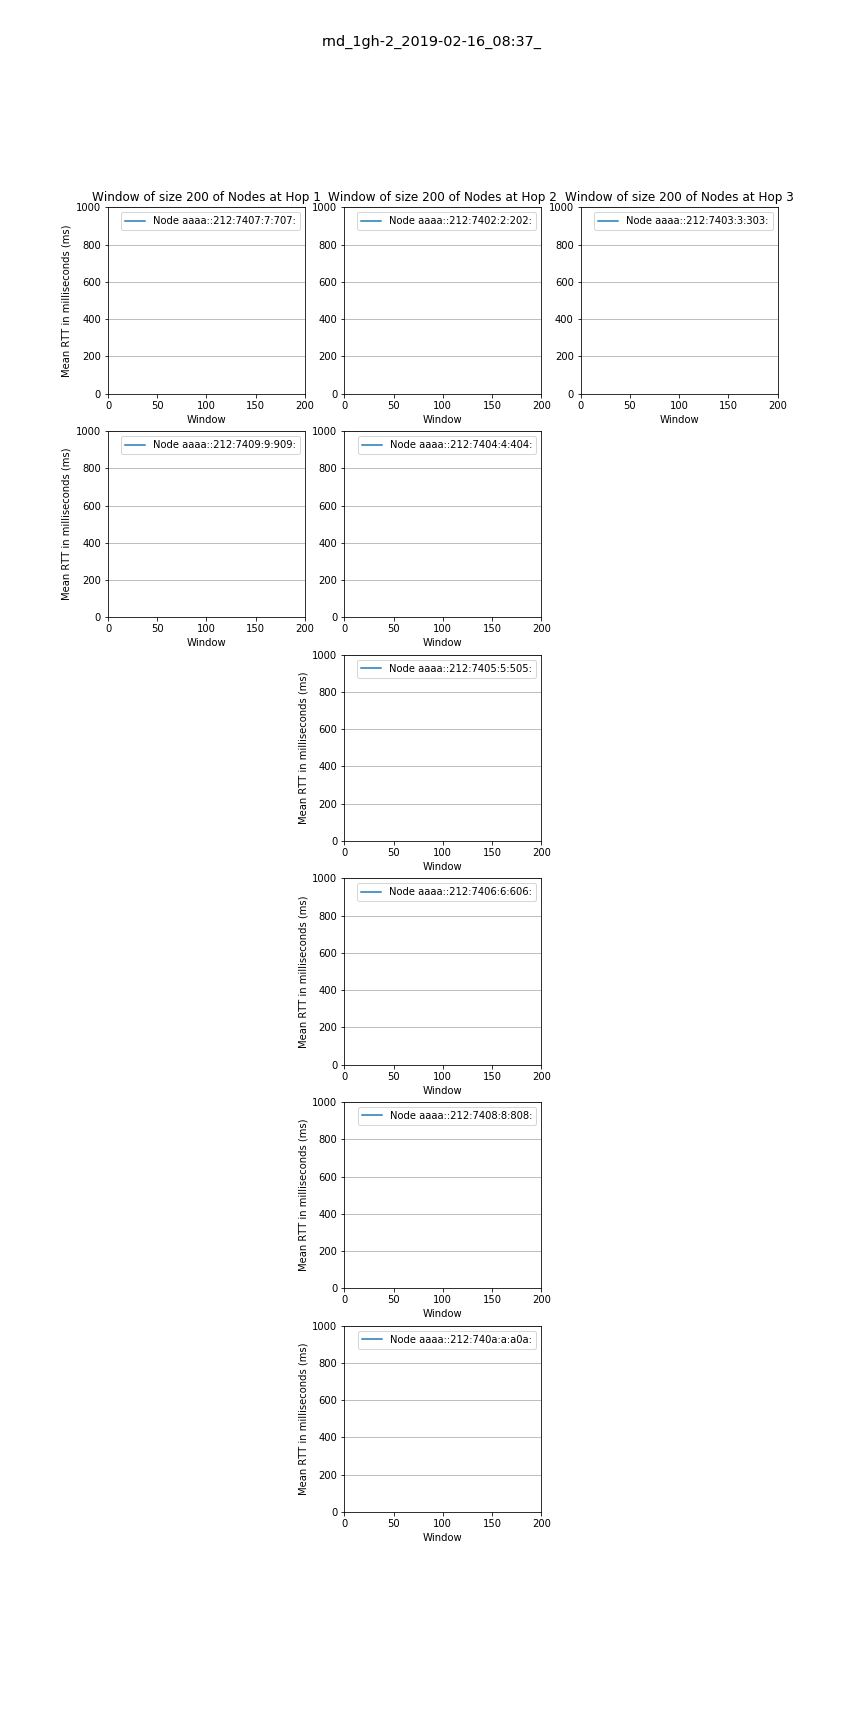 rnd_1gh-2_2019-02-16_08:37_
Window of size 200 of Nodes at Hop 1
Mean RTT in milliseconds (ms)
1000
800
600
400
200
0
Node aaaa::212:7407:7:707:
0 50 100 150 200
Window
Window of size 200 of Nodes at Hop 2
1000
800
600
400
200
0
Node aaaa::212:7402:2:202:
0 50 100 150 200
Window
Window of size 200 of Nodes at Hop 3
1000
800
600
400
200
0
Node aaaa::212:7403:3:303:
0 50 100 150 200
Window
Mean RTT in milliseconds (ms)
1000
800
600
400
200
0
Node aaaa::212:7409:9:909:
0 50 100 150 200
Window
1000
800
600
400
200
0
Node aaaa::212:7404:4:404:
0 50 100 150 200
Window
Mean RTT in milliseconds (ms)
1000
800
600
400
200
0
Node aaaa::212:7405:5:505:
0 50 100 150 200
Window
Mean RTT in milliseconds (ms)
1000
800
600
400
200
0
Node aaaa::212:7406:6:606:
0 50 100 150 200
Window
Mean RTT in milliseconds (ms)
1000
800
600
400
200
0
Node aaaa::212:7408:8:808:
0 50 100 150 200
Window
Mean RTT in milliseconds (ms)
1000
800
600
400
200
0
Node aaaa::212:740a:a:a0a:
0 50 100 150 200
Window